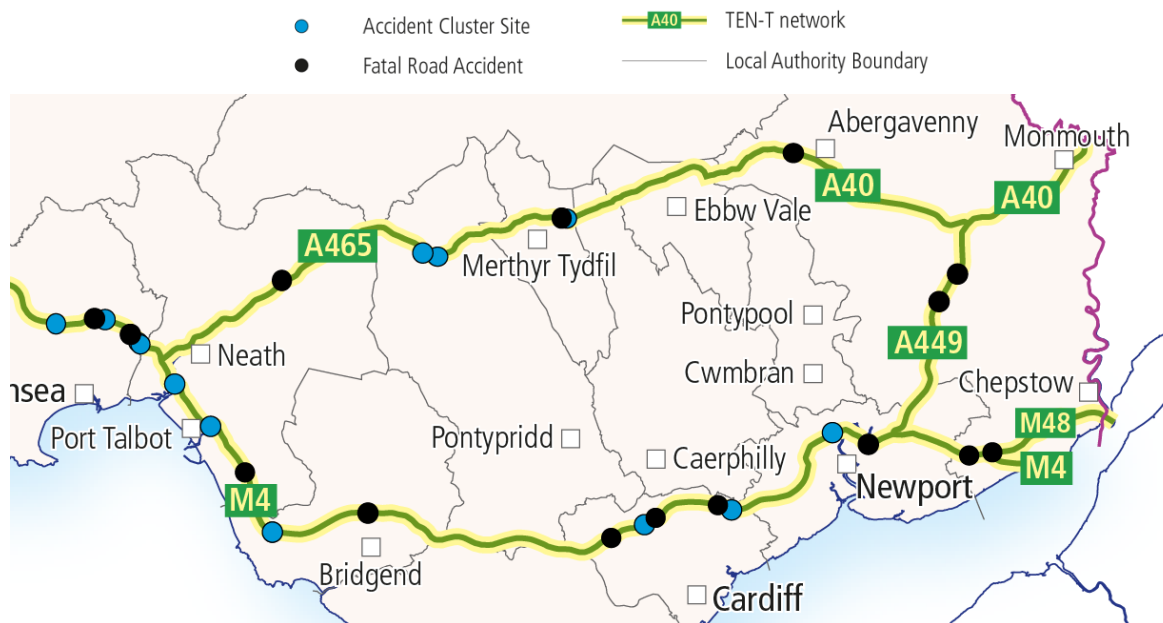 Accident Cluster Site
A40
TEN-T network
Fatal Road Accident
Local Authority Boundary
Abergavenny
Monmouth
A40
A40
Ebbw Vale
A465
Merthyr Tydfil
Pontypool
A449
Neath
Cwmbran
Chepstow
nsea
M48
Port Talbot
Pontypridd
Caerphilly
M4
Newport
M4
Bridgend
Cardiff